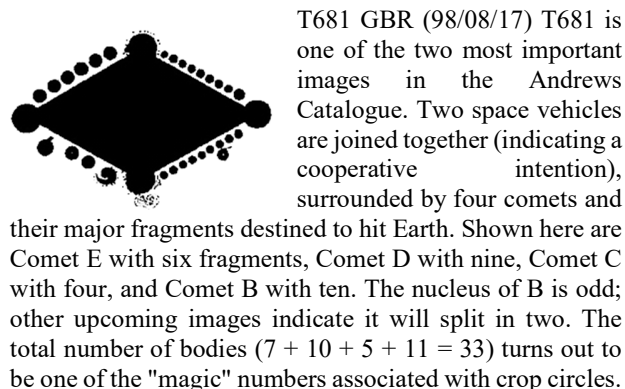 T681 GBR (98/08/17) T681 is
one of the two most important
images in the Andrews
Catalogue. Two space vehicles
are joined together (indicating a
cooperative intention),
surrounded by four comets and
their major fragments destined to hit Earth. Shown here are
Comet E with six fragments, Comet D with nine, Comet C
with four, and Comet B with ten. The nucleus of B is odd;
other upcoming images indicate it will split in two. The
total number of bodies (7 + 10 + 5 + 11 = 33) turns out to
be one of the "magic" numbers associated with crop circles.